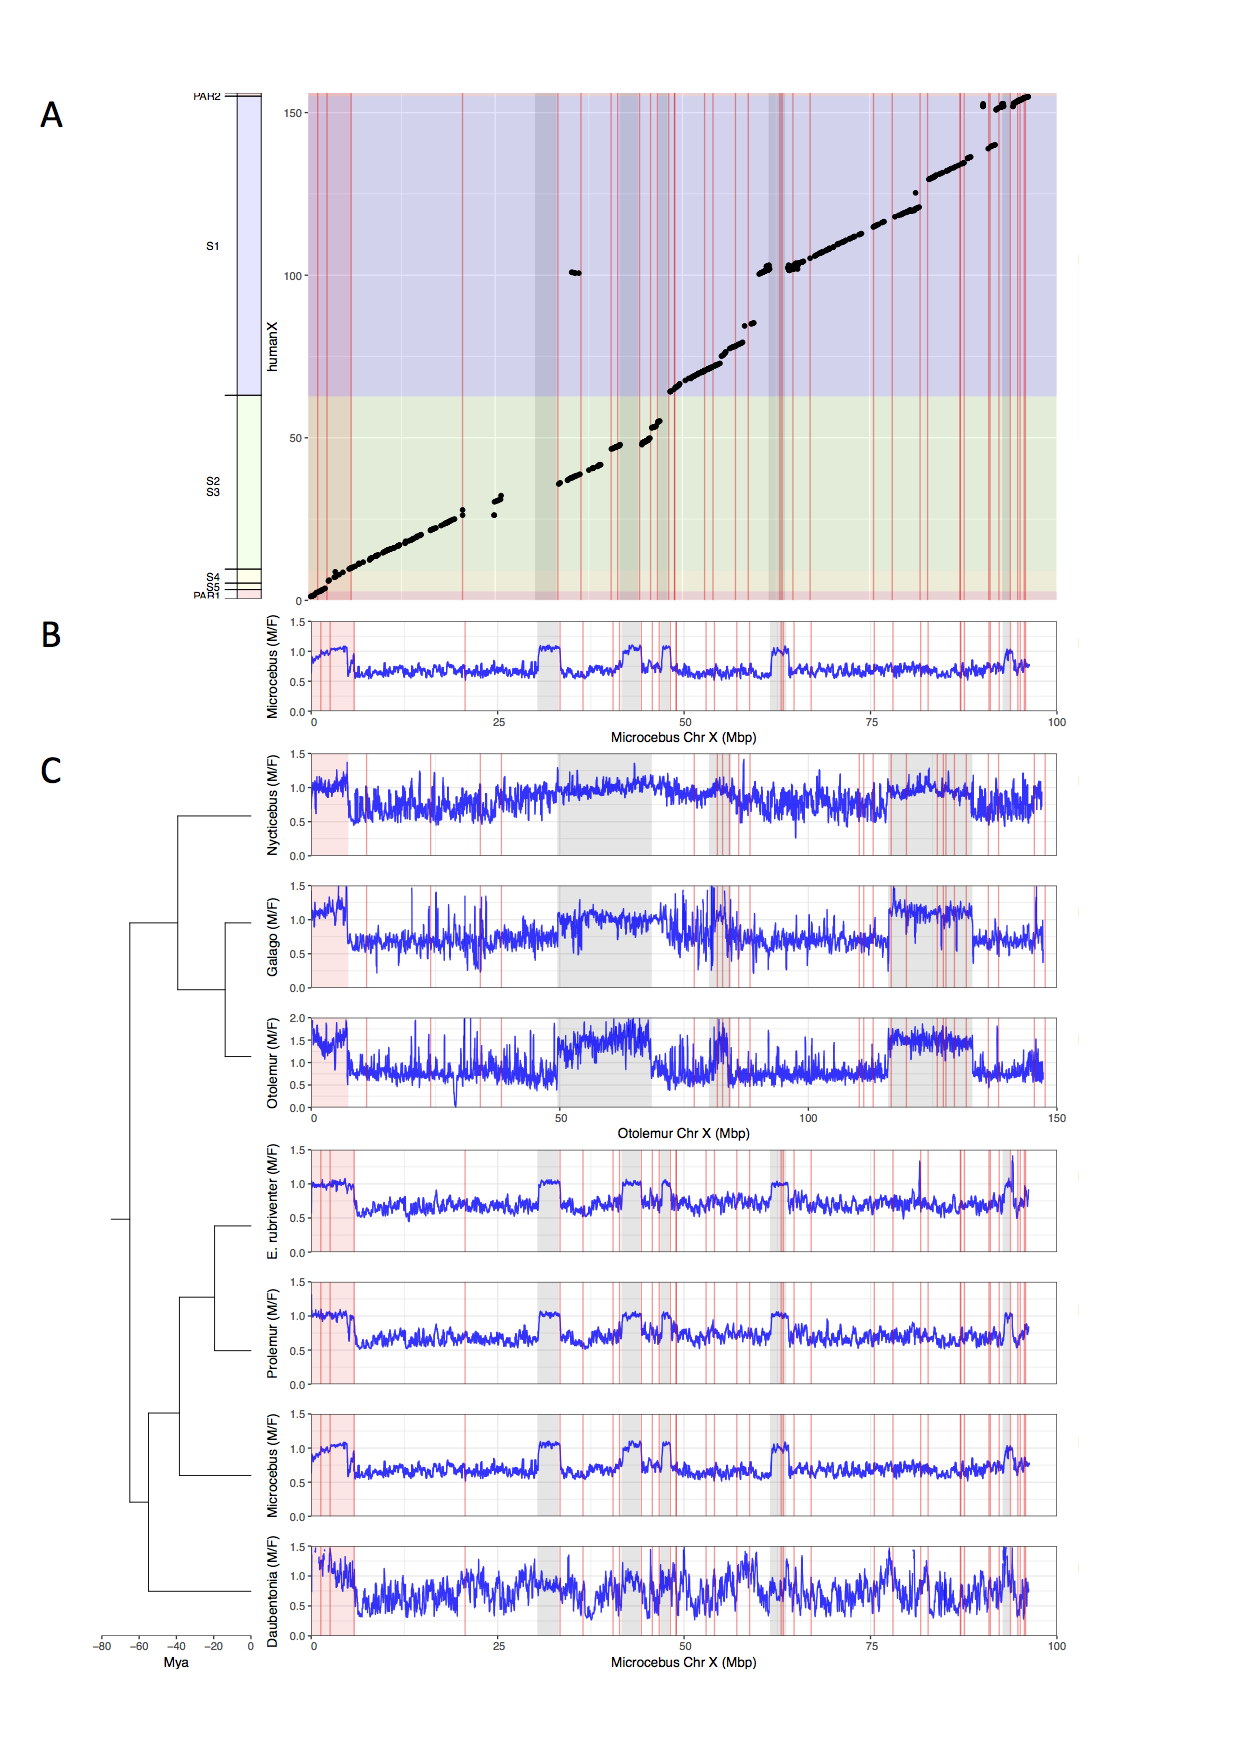 A
PAR2
S1
S2
S3
S4
S5
PAR1
humanX
150
100
50
0
B
Microcebus (M/F)
1.5
1.0
0.5
0.0
0
25
50
75
100
Microcebus Chr X (Mbp)
C
Nycticebus (M/F)
1.5
1.0
0.5
0.0
Galago (M/F)
1.5
1.0
0.5
0.0
Otolemur (M/F)
2.0
1.5
1.0
0.5
0.0
0
50
100
150
Otolemur Chr X (Mbp)
E. rubriventer (M/F)
1.5
1.0
0.5
0.0
Prolemur (M/F)
1.5
1.0
0.5
0.0
Microcebus (M/F)
1.5
1.0
0.5
0.0
Daubentonia (M/F)
1.5
1.0
0.5
0.0
0
25
50
75
100
Microcebus Chr X (Mbp)
−80
−60
−40
−20
0
Mya